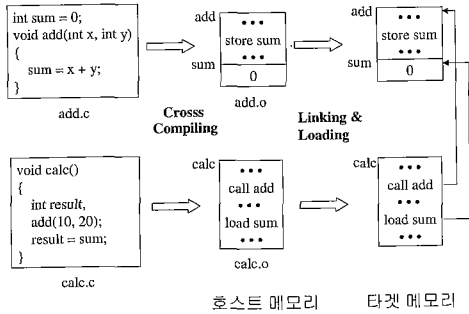 int sum = 0;
void add(int x, int y)
{
sum = x + y;
}
add.c
add
•••
store sum
•••
sum
0
add.o
add
•••
store sum
•••
sum
0
Crosss
Compiling
Linking &
Loading
void calc()
{
int result,
add(10, 20);
result = sum;
}
calc.c
calc
•••
call add
•••
load sum
•••
calc.o
calc
•••
call add
•••
load sum
•••
호스트 메모리
타겟 메모리